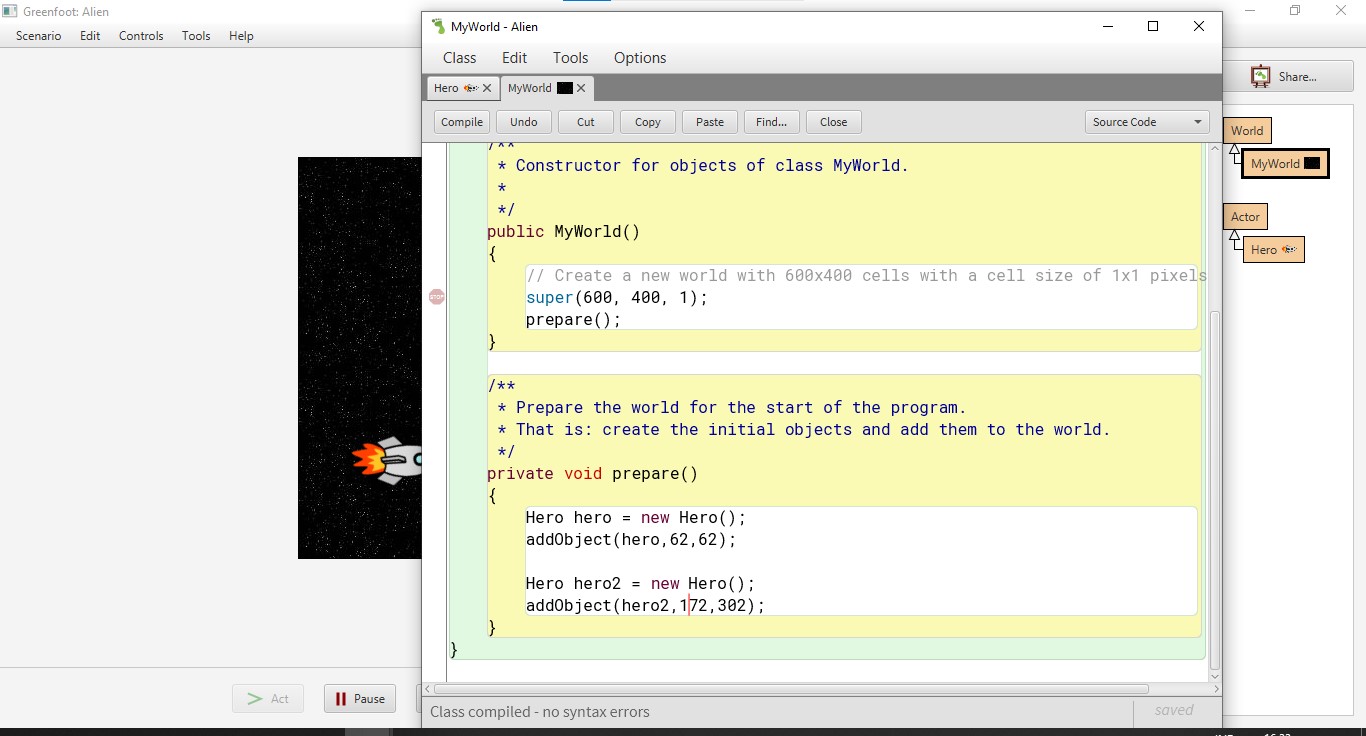 Greenfoot: Alien
Scenario Edit Controls Tools Help
MyWorld - Alien
Class Edit Tools Options
Hero MyWorld
Compile Undo Cut Copy Paste Find... Close Source Code
/**
* Constructor for objects of class MyWorld.
*
*/
public MyWorld()
{
// Create a new world with 600x400 cells with a cell size of 1x1 pixels
super(600, 400, 1);
prepare();
}
/**
* Prepare the world for the start of the program.
* That is: create the initial objects and add them to the world.
*/
private void prepare()
{
Hero hero = new Hero();
addObject(hero,62,62);
Hero hero2 = new Hero();
addObject(hero2,172,302);
}
}
Class compiled - no syntax errors
saved
Share...
World
MyWorld
Actor
Hero
Act Pause